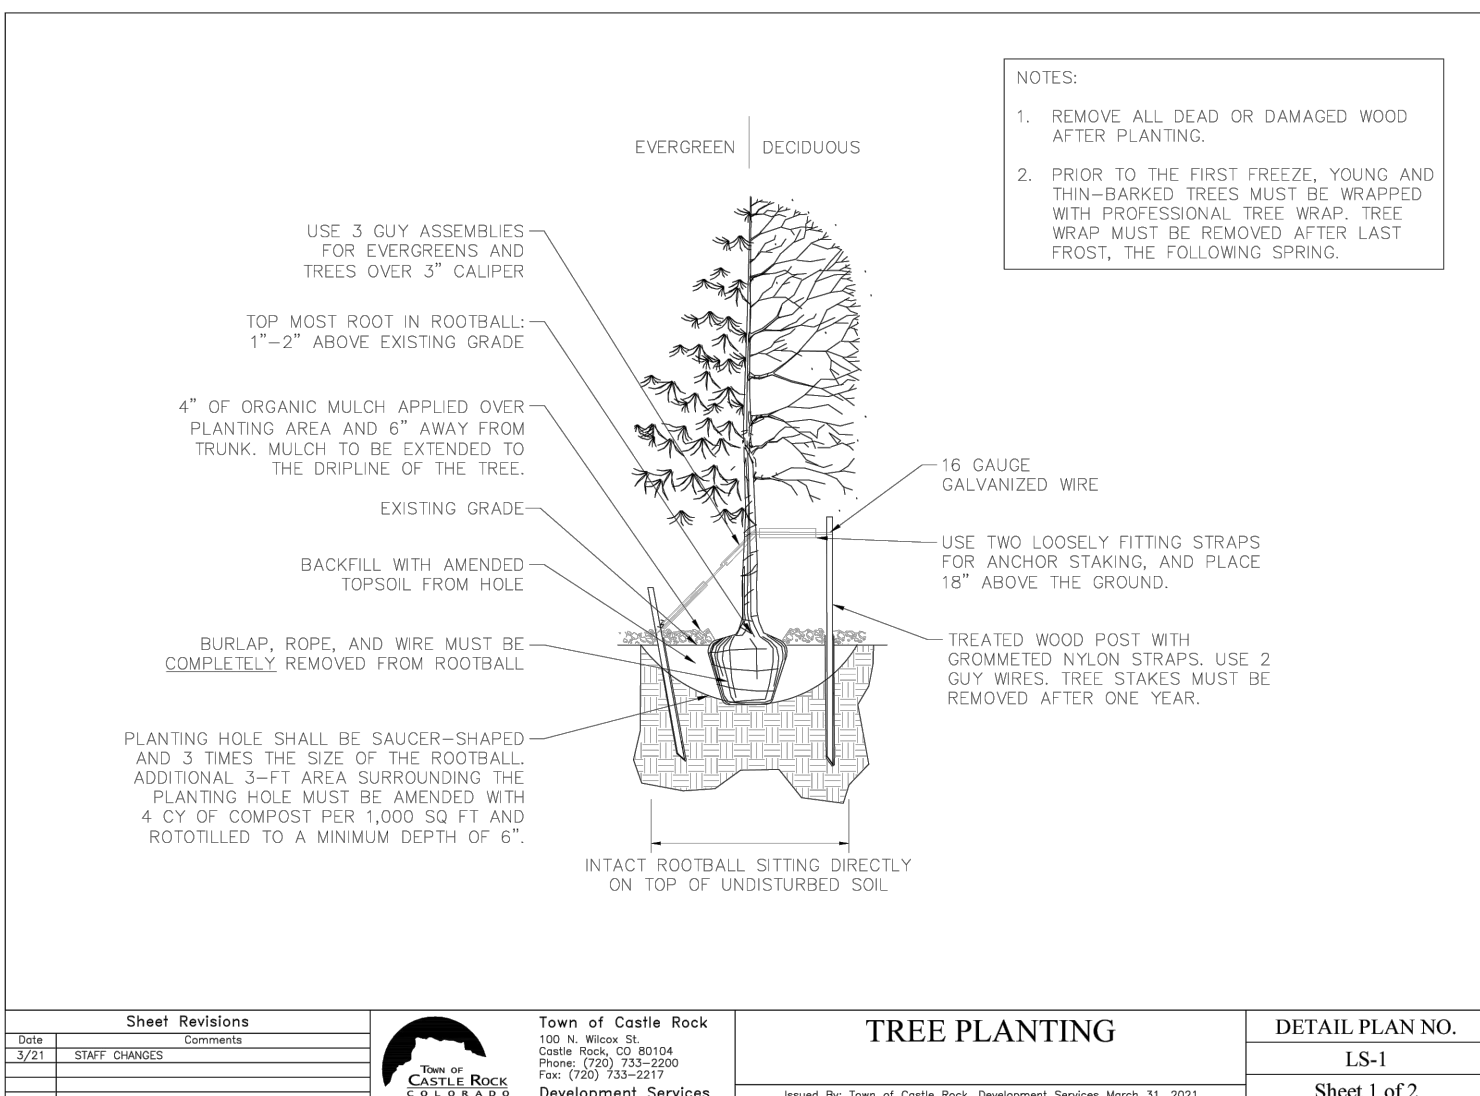 NOTES:
1. REMOVE ALL DEAD OR DAMAGED WOOD
AFTER PLANTING.
2. PRIOR TO THE FIRST FREEZE, YOUNG AND
THIN-BARKED TREES MUST BE WRAPPED
WITH PROFESSIONAL TREE WRAP. TREE
WRAP MUST BE REMOVED AFTER LAST
FROST, THE FOLLOWING SPRING.
EVERGREEN
DECIDUOUS
USE 3 GUY ASSEMBLIES
FOR EVERGREENS AND
TREES OVER 3" CALIPER
TOP MOST ROOT IN ROOTBALL:
1"-2" ABOVE EXISTING GRADE
4" OF ORGANIC MULCH APPLIED OVER
PLANTING AREA AND 6" AWAY FROM
TRUNK. MULCH TO BE EXTENDED TO
THE DRIPLINE OF THE TREE.
EXISTING GRADE
BACKFILL WITH AMENDED
TOPSOIL FROM HOLE
BURLAP, ROPE, AND WIRE MUST BE
COMPLETELY REMOVED FROM ROOTBALL
PLANTING HOLE SHALL BE SAUCER-SHAPED
AND 3 TIMES THE SIZE OF THE ROOTBALL.
ADDITIONAL 3-FT AREA SURROUNDING THE
PLANTING HOLE MUST BE AMENDED WITH
4 CY OF COMPOST PER 1,000 SQ FT AND
ROTOTILLED TO A MINIMUM DEPTH OF 6".
16 GAUGE
GALVANIZED WIRE
USE TWO LOOSELY FITTING STRAPS
FOR ANCHOR STAKING, AND PLACE
18" ABOVE THE GROUND.
TREATED WOOD POST WITH
GROMMETED NYLON STRAPS. USE 2
GUY WIRES. TREE STAKES MUST BE
REMOVED AFTER ONE YEAR.
INTACT ROOTBALL SITTING DIRECTLY
ON TOP OF UNDISTURBED SOIL
Sheet Revisions
Date Comments
3/21 STAFF CHANGES
TOWN OF
CASTLE ROCK
COLORADO
Town of Castle Rock
100 N. Wilcox St.
Castle Rock, CO 80104
Phone: (720) 733-2200
Fax: (720) 733-2217
Development Services
TREE PLANTING
Issued By: Town of Castle Rock, Development Services March 31, 2021
DETAIL PLAN NO.
LS-1
Sheet 1 of 2